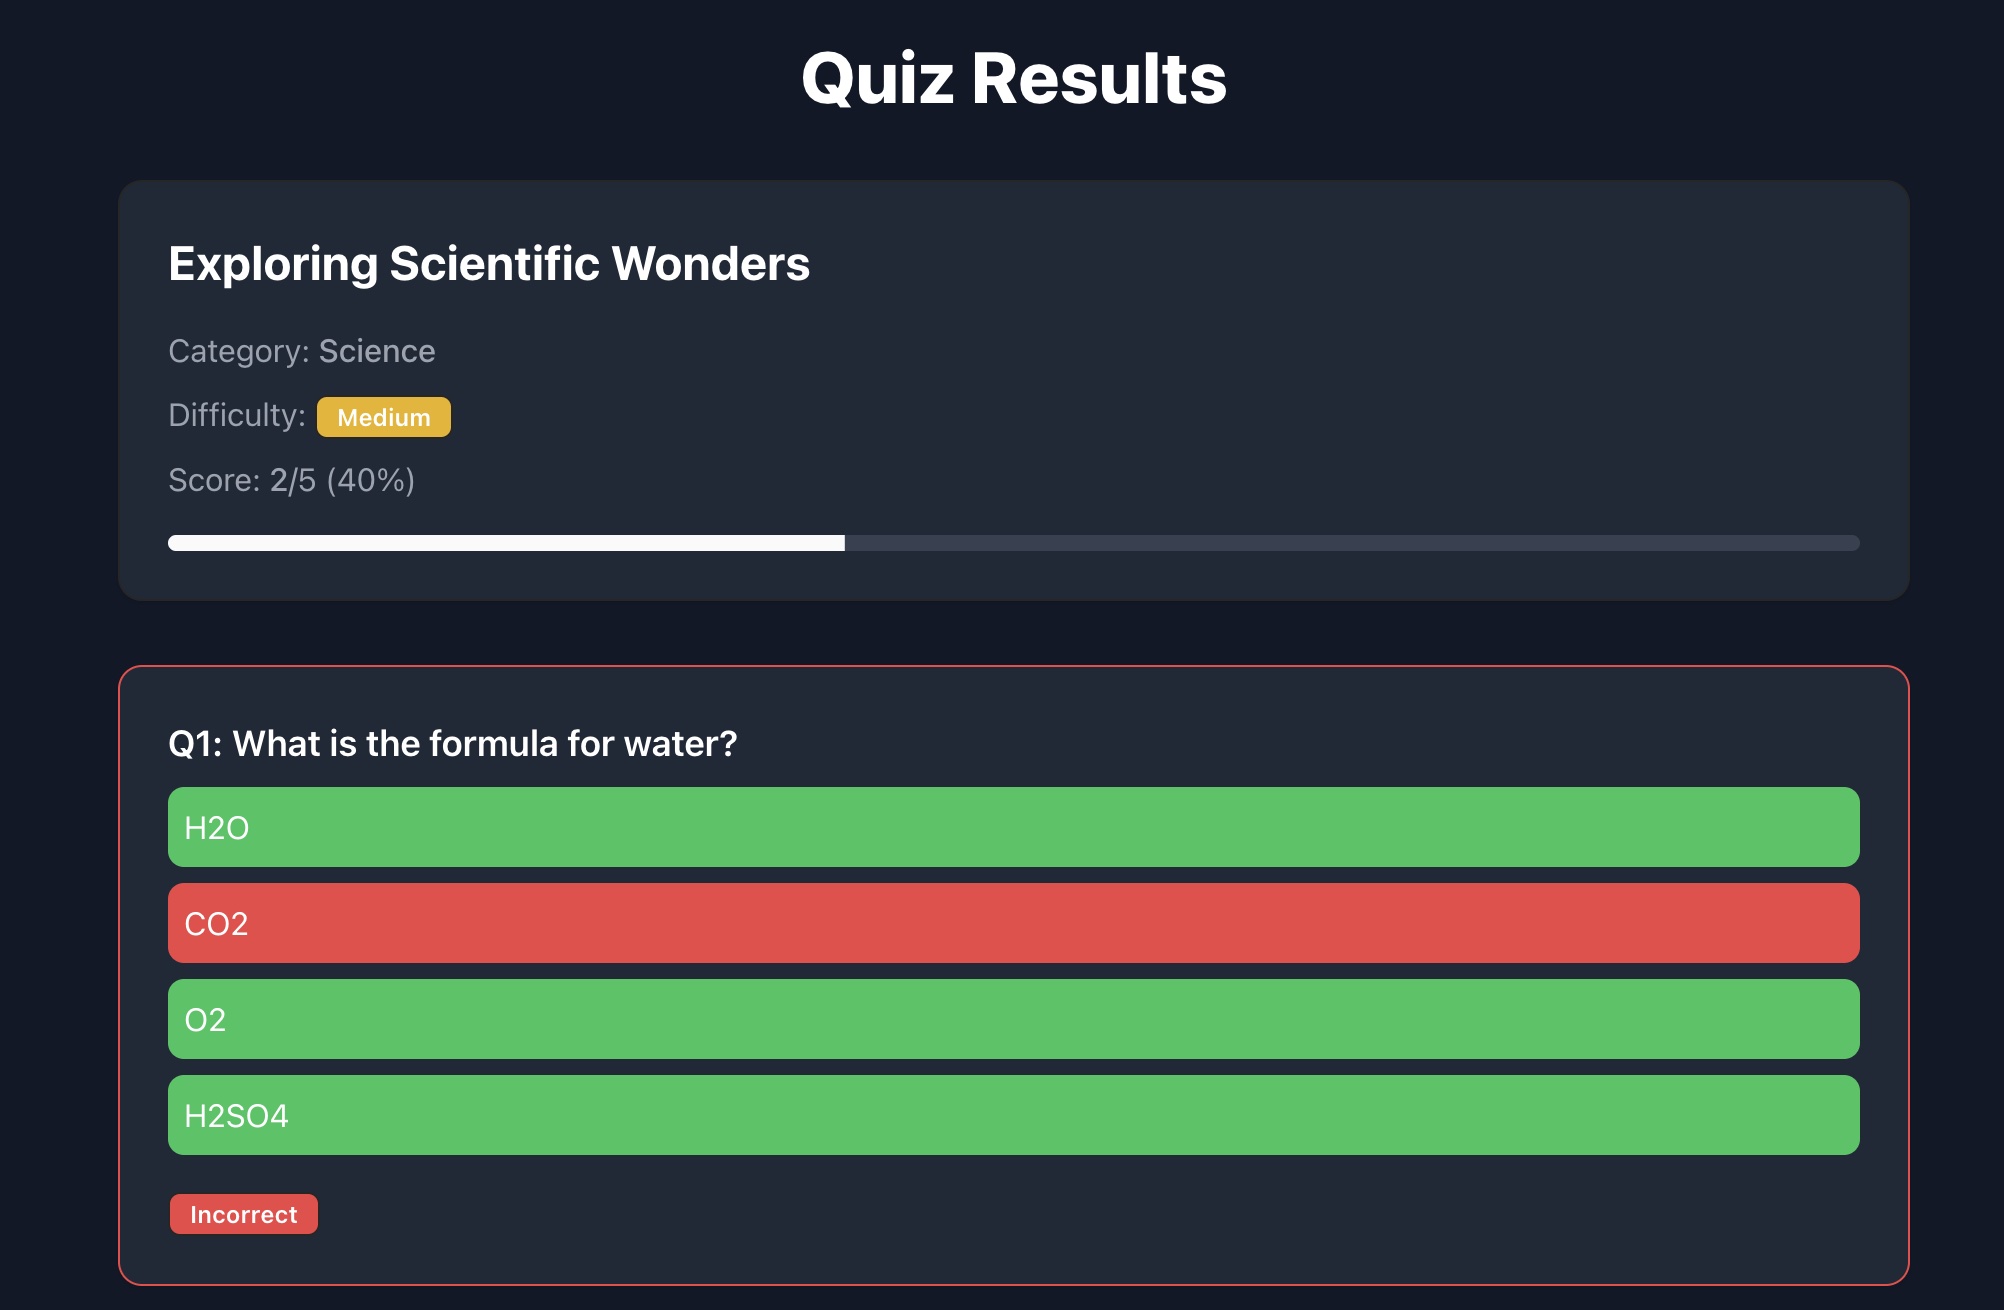 Quiz Results
Exploring Scientific Wonders
Category: Science
Difficulty: Medium
Score: 2/5 (40%)
Q1: What is the formula for water?
H2O
CO2
O2
H2SO4
Incorrect